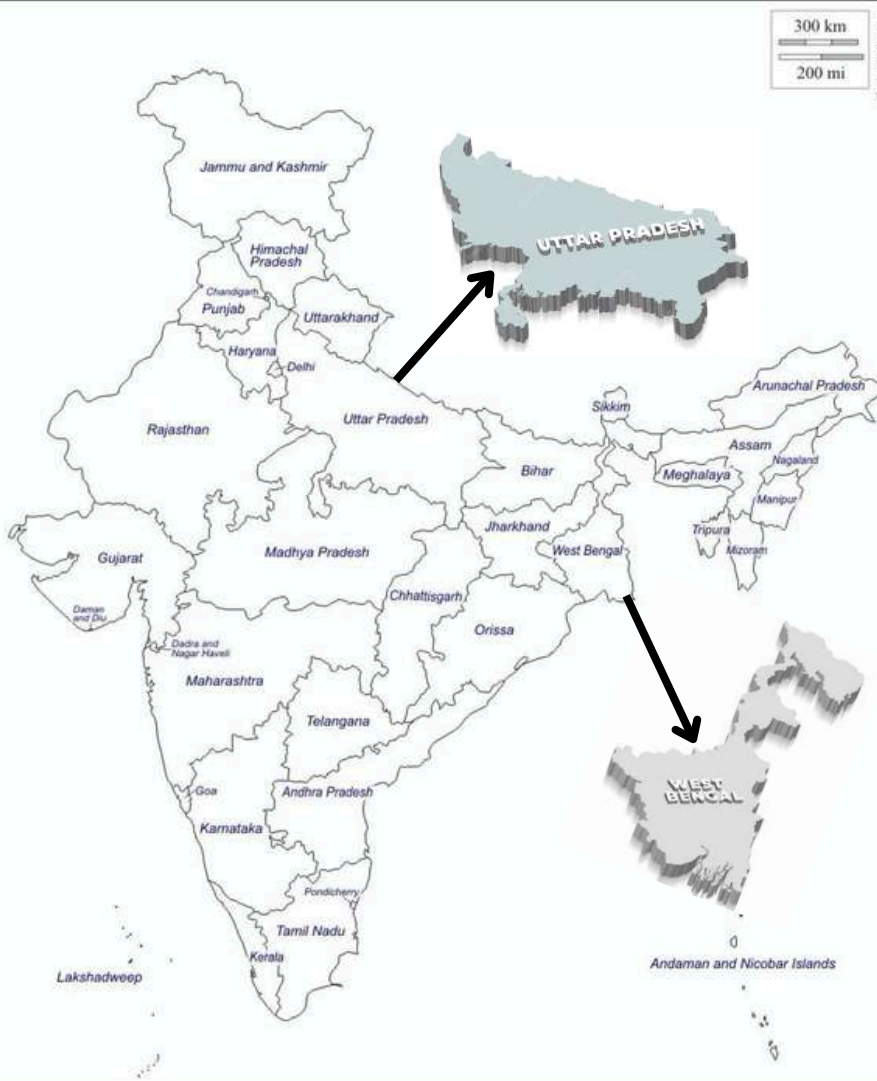 300 km
200 mi
Jammu and Kashmir
Himachal
Pradesh
Chandigarh
Punjab
Uttarakhand
Haryana
Delhi
UTTAR PRADESH
Rajasthan
Uttar Pradesh
Sikkim
Arunachal Pradesh
Assam
Bihar
Meghalaya
Nagaland
Manipur
Gujarat
Madhya Pradesh
Jharkhand
West Bengal
Tripura
Mizoram
Chhattisgarh
Daman
and Diu
Orissa
Dadra and
Nagar Haveli
Maharashtra
Telangana
Goa
Andhra Pradesh
WEST
BENGAL
Karnataka
Pondicherry
Tamil Nadu
Kerala
Lakshadweep
Andaman and Nicobar Islands